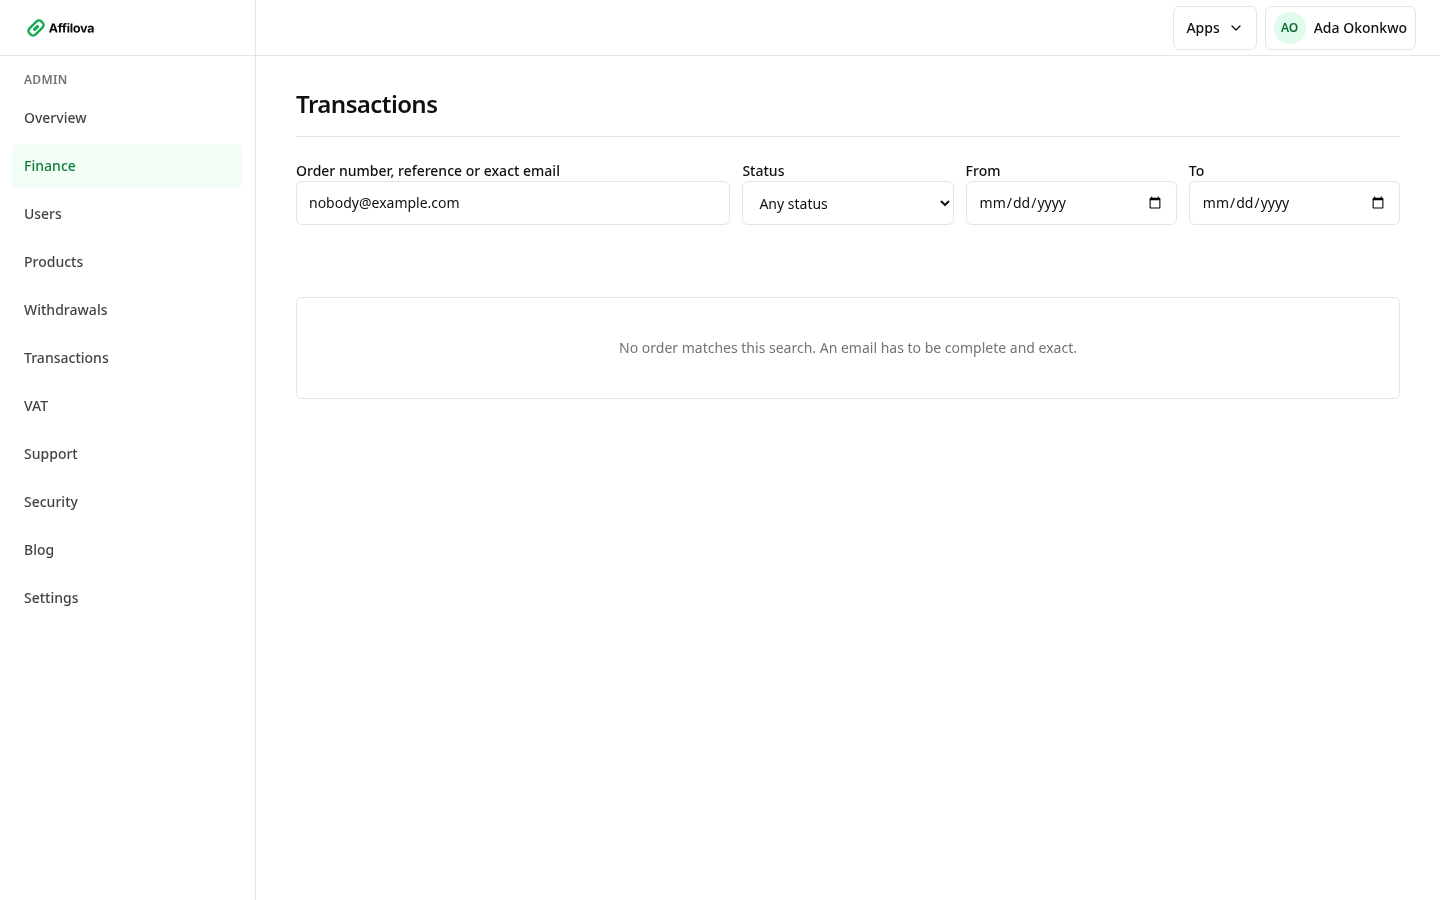 Affilova
Apps
AO
Ada Okonkwo
ADMIN
Overview
Finance
Users
Products
Withdrawals
Transactions
VAT
Support
Security
Blog
Settings
Transactions
Order number, reference or exact email
Status
From
To
nobody@example.com
Any status
mm/dd/yyyy
mm/dd/yyyy
No order matches this search. An email has to be complete and exact.